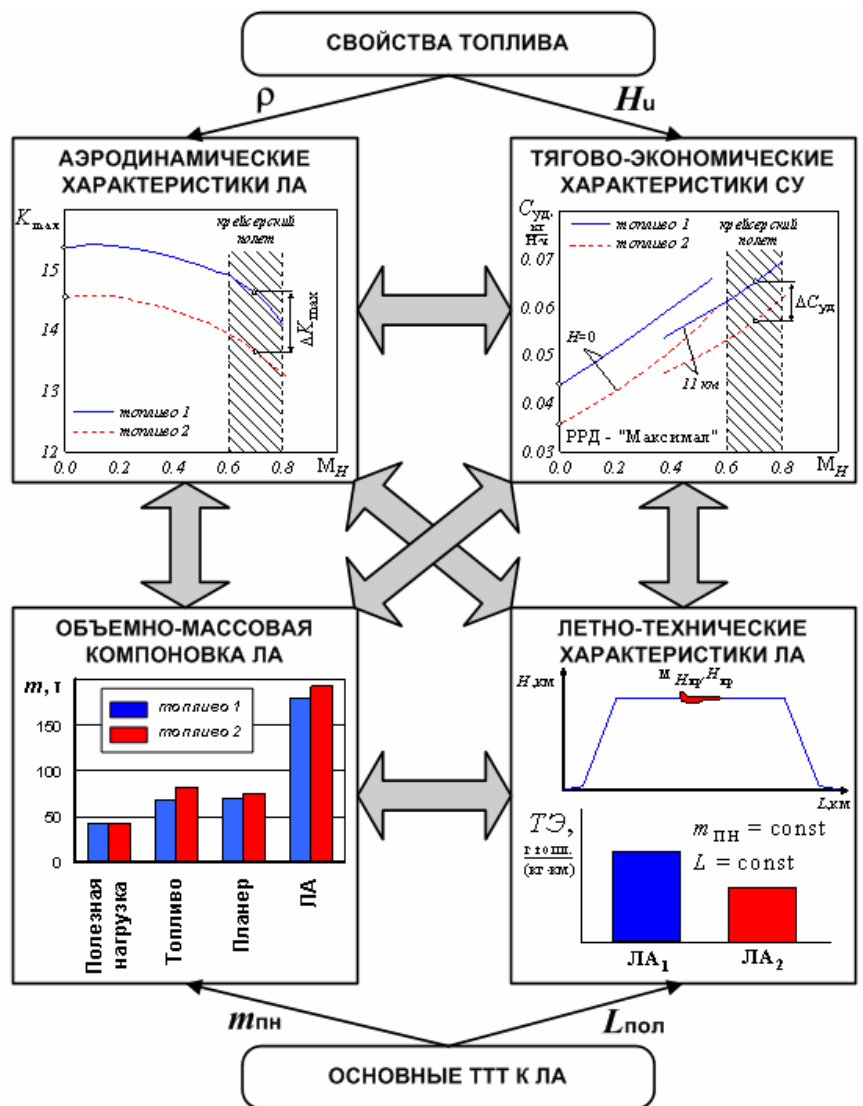 СВОЙСТВА ТОПЛИВА
ρ
Hu
АЭРОДИНАМИЧЕСКИЕ
ХАРАКТЕРИСТИКИ ЛА
Kmax
крейсерский
полет
15
14
13
12
ΔKmax
топливо 1
топливо 2
0.0 0.2 0.4 0.6 0.8 MH
ТЯГОВО-ЭКОНОМИЧЕСКИЕ
ХАРАКТЕРИСТИКИ СУ
Cуд,
кг
Н·ч
топливо 1
топливо 2
крейсерский
полет
0.07
0.06
0.05
0.04
0.03
ΔCуд
H=0
11 км
РРД - "Максимал"
0.0 0.2 0.4 0.6 0.8 MH
ОБЪЕМНО-МАССОВАЯ
КОМПОНОВКА ЛА
m, т
150
100
50
0
топливо 1
топливо 2
Полезная
нагрузка
Топливо
Планер
ЛА
ЛЕТНО-ТЕХНИЧЕСКИЕ
ХАРАКТЕРИСТИКИ ЛА
H,км
М Hкр, Hкр
L,км
ТЭ,
г топл.
(кг·км)
mПН = const
L = const
ЛА1
ЛА2
mпн
Lпол
ОСНОВНЫЕ ТТТ К ЛА